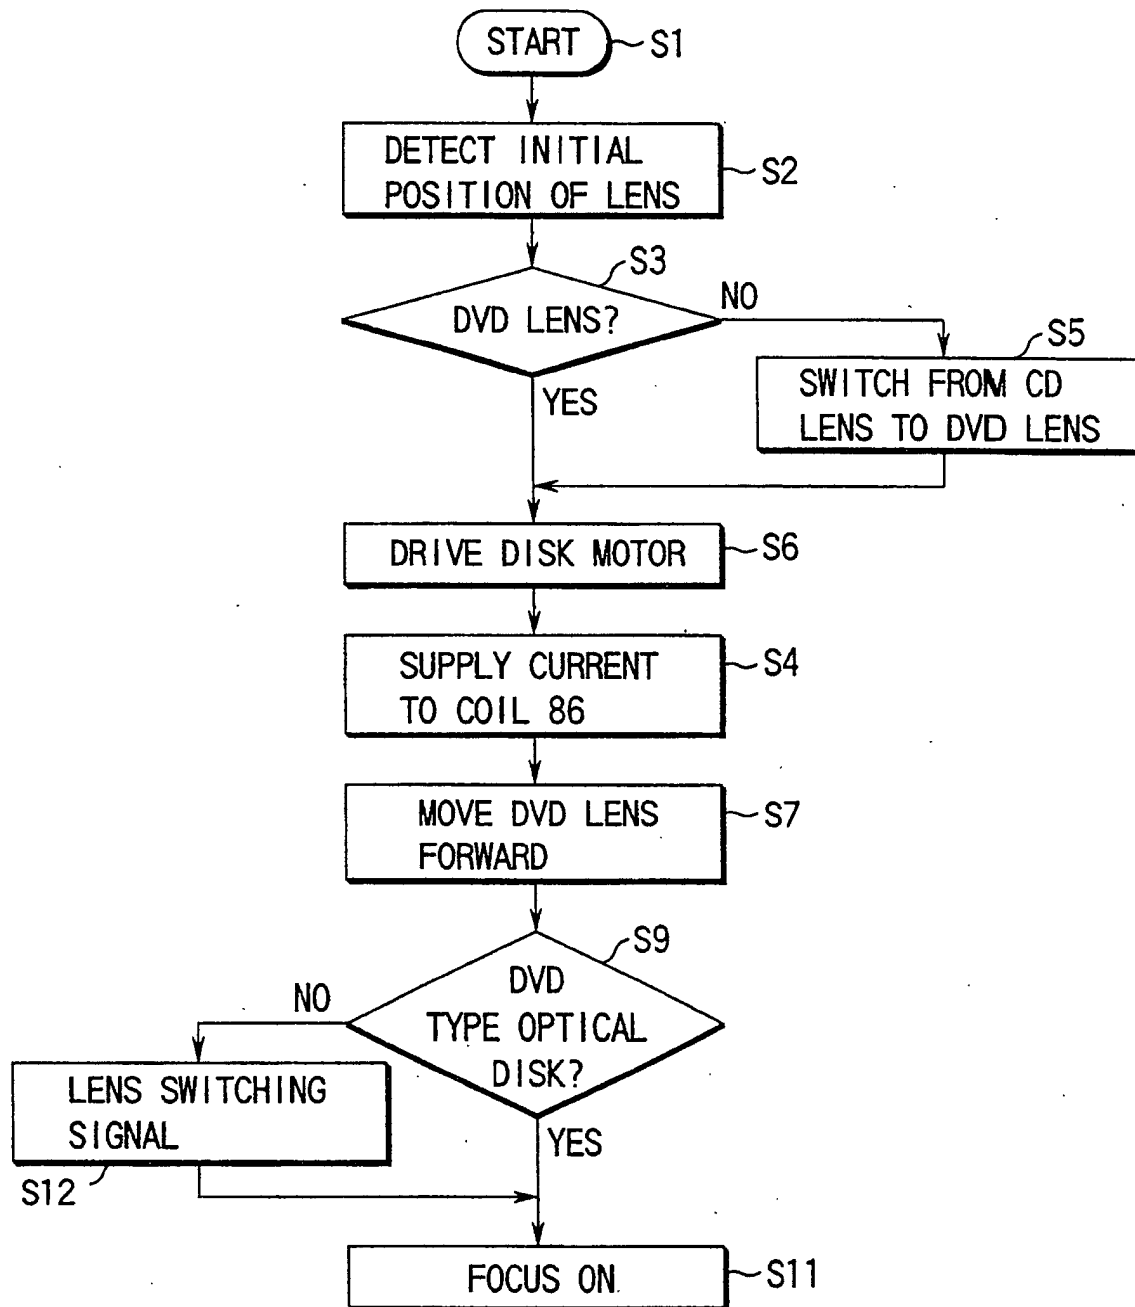 START
S1
DETECT INITIAL
POSITION OF LENS
S2
S3
DVD LENS?
NO
YES
S5
SWITCH FROM CD
LENS TO DVD LENS
DRIVE DISK MOTOR
S6
SUPPLY CURRENT
TO COIL 86
S4
MOVE DVD LENS
FORWARD
S7
S9
DVD
TYPE OPTICAL
DISK?
NO
YES
LENS SWITCHING
SIGNAL
S12
FOCUS ON
S11